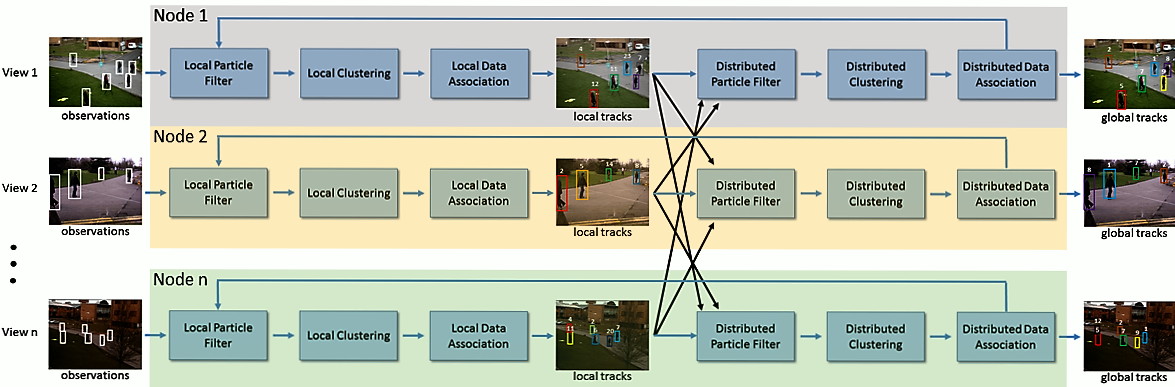 Node 1
View 1
observations
Local Particle
Filter
Local Clustering
Local Data
Association
local tracks
Distributed
Particle Filter
Distributed
Clustering
Distributed Data
Association
global tracks
Node 2
View 2
observations
Local Particle
Filter
Local Clustering
Local Data
Association
local tracks
Distributed
Particle Filter
Distributed
Clustering
Distributed Data
Association
global tracks
Node n
View n
observations
Local Particle
Filter
Local Clustering
Local Data
Association
local tracks
Distributed
Particle Filter
Distributed
Clustering
Distributed Data
Association
global tracks